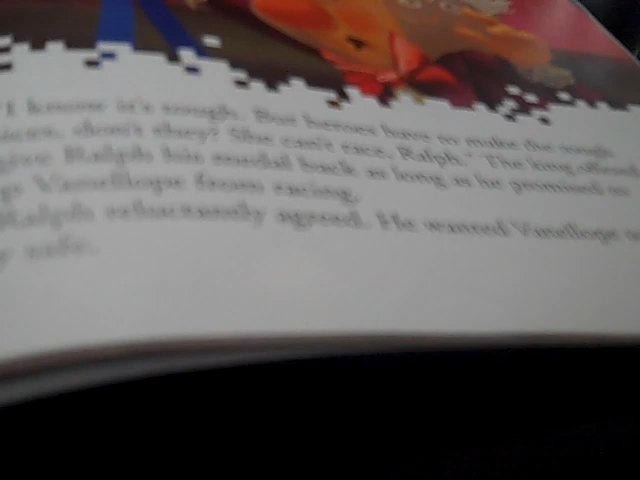 "I know it's tough. But heroes have to make the tough
don't they? She can't race, Ralph." The king offered
give Ralph his medal back as long as he promised to
Vanellope from racing.
Ralph reluctantly agreed. He wanted Vanellope
safe.